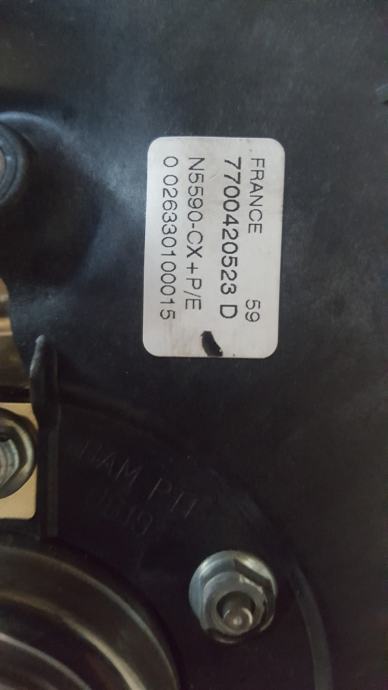 FRANCE 59
7700420523 D
N5590-CX+P/E
0 026330100015